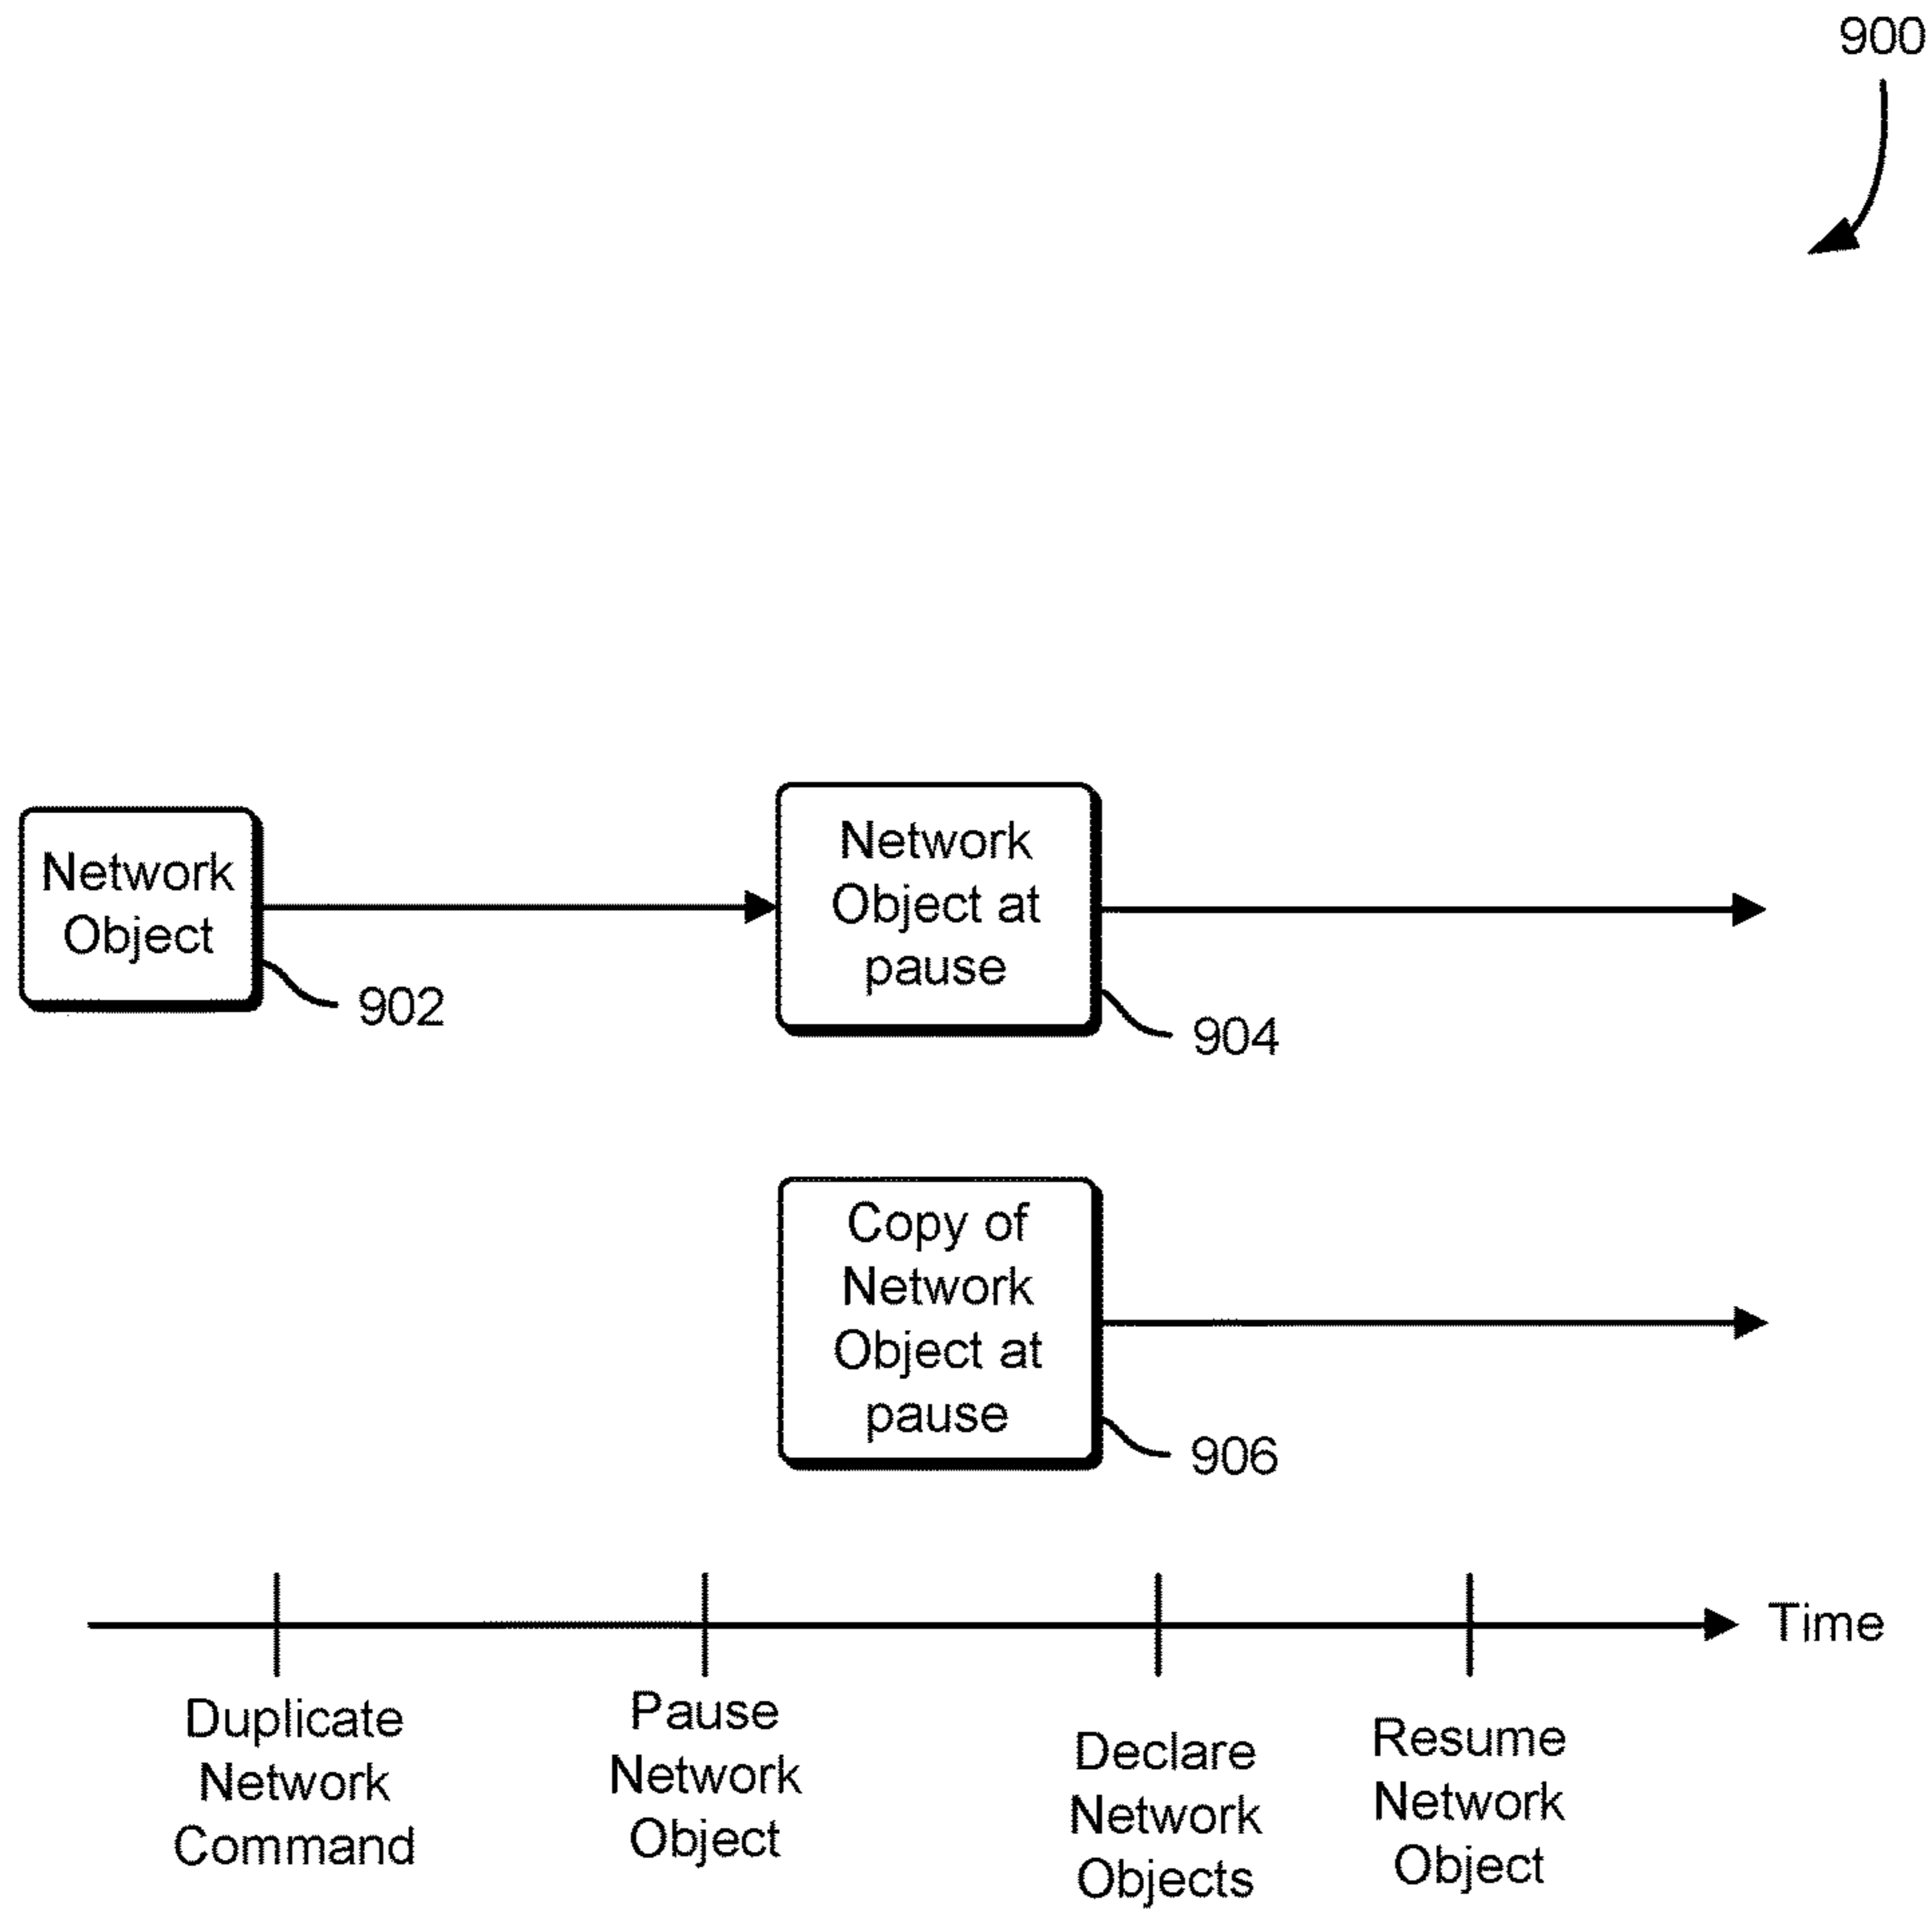 900
Network
Object
902
Network
Object at
pause
904
Copy of
Network
Object at
pause
906
Time
Duplicate
Network
Command
Pause
Network
Object
Declare
Network
Objects
Resume
Network
Object